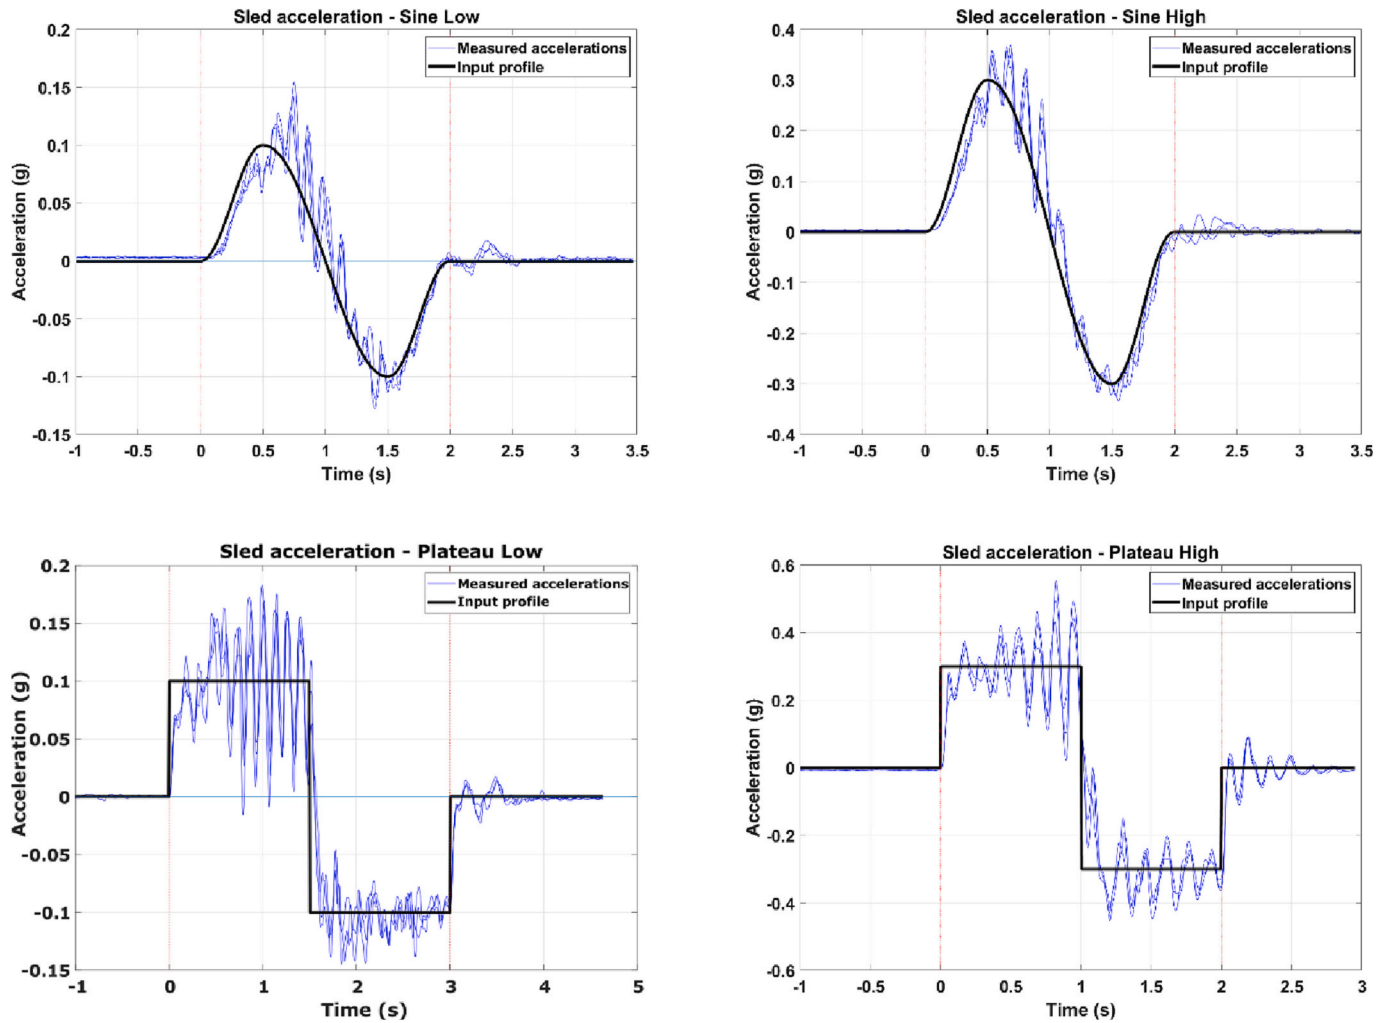 Sled acceleration - Sine Low
0.2
0.15
0.1
0.05
0
-0.05
-0.1
-0.15
Acceleration (g)
Measured accelerations
Input profile
-1 -0.5 0 0.5 1 1.5 2 2.5 3 3.5
Time (s)
Sled acceleration - Sine High
0.4
0.3
0.2
0.1
0
-0.1
-0.2
-0.3
-0.4
Acceleration (g)
Measured accelerations
Input profile
-1 -0.5 0 0.5 1 1.5 2 2.5 3 3.5
Time (s)
Sled acceleration - Plateau Low
0.2
0.15
0.1
0.05
0
-0.05
-0.1
-0.15
Acceleration (g)
Measured accelerations
Input profile
-1 0 1 2 3 4 5
Time (s)
Sled acceleration - Plateau High
0.6
0.4
0.2
0
-0.2
-0.4
-0.6
Acceleration (g)
Measured accelerations
Input profile
-1 -0.5 0 0.5 1 1.5 2 2.5 3
Time (s)